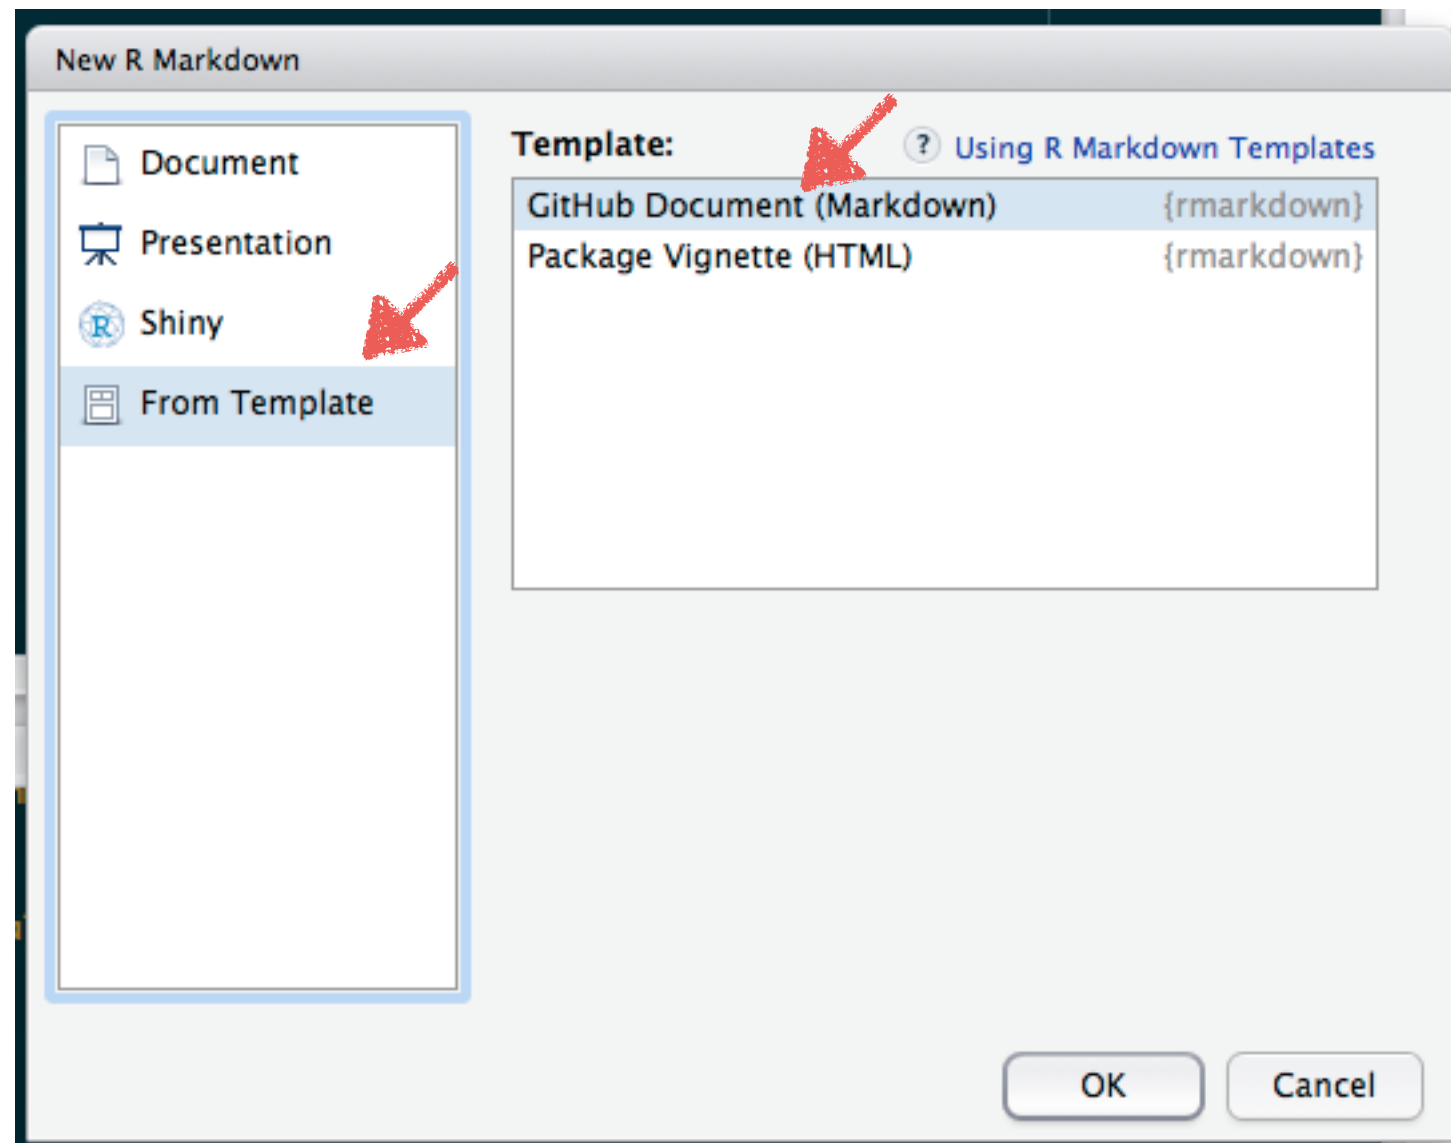 New R Markdown
Document
Presentation
R Shiny
From Template
Template:
? Using R Markdown Templates
GitHub Document (Markdown) {rmarkdown}
Package Vignette (HTML) {rmarkdown}
OK
Cancel